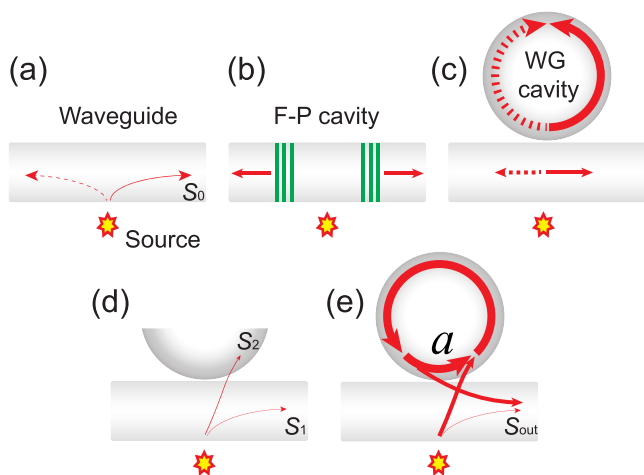 (a)
(b)
(c)
Waveguide
F-P cavity
WG
cavity
S0
Source
(d)
(e)
S2
a
S1
Sout